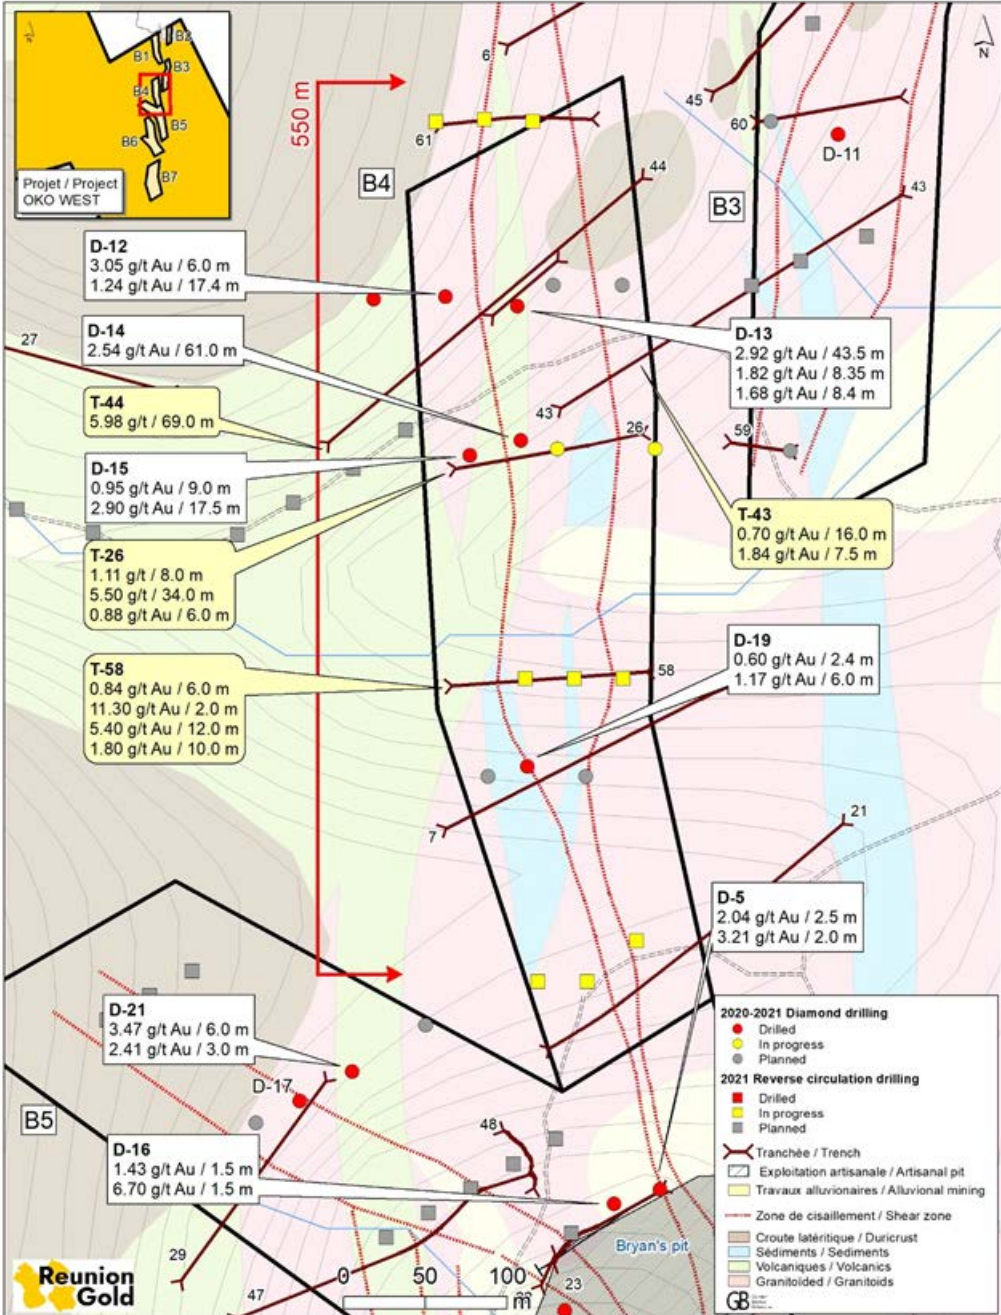 B1
B2
B3
B4
B5
B6
B7
Projet / Project
OKO WEST
N
550 m
6
45
60
D-11
61
B4
44
B3
43
D-12
3.05 g/t Au / 6.0 m
1.24 g/t Au / 17.4 m
D-14
2.54 g/t Au / 61.0 m
27
T-44
5.98 g/t / 69.0 m
D-13
2.92 g/t Au / 43.5 m
1.82 g/t Au / 8.35 m
1.68 g/t Au / 8.4 m
43
26
59
D-15
0.95 g/t Au / 9.0 m
2.90 g/t Au / 17.5 m
T-43
0.70 g/t Au / 16.0 m
1.84 g/t Au / 7.5 m
T-26
1.11 g/t / 8.0 m
5.50 g/t / 34.0 m
0.88 g/t Au / 6.0 m
D-19
0.60 g/t Au / 2.4 m
1.17 g/t Au / 6.0 m
T-58
0.84 g/t Au / 6.0 m
11.30 g/t Au / 2.0 m
5.40 g/t Au / 12.0 m
1.80 g/t Au / 10.0 m
58
7
21
D-5
2.04 g/t Au / 2.5 m
3.21 g/t Au / 2.0 m
D-21
3.47 g/t Au / 6.0 m
2.41 g/t Au / 3.0 m
D-17
B5
48
D-16
1.43 g/t Au / 1.5 m
6.70 g/t Au / 1.5 m
Bryan's pit
29
47
23
Reunion
Gold
0 50 100
m
2020-2021 Diamond drilling
Drilled
In progress
Planned
2021 Reverse circulation drilling
Drilled
In progress
Planned
Tranchée / Trench
Exploitation artisanale / Artisanal pit
Travaux alluvionaires / Alluvional mining
Zone de cisaillement / Shear zone
Croute latéritique / Duricrust
Sédiments / Sediments
Volcaniques / Volcanics
Granitoïded / Granitoids